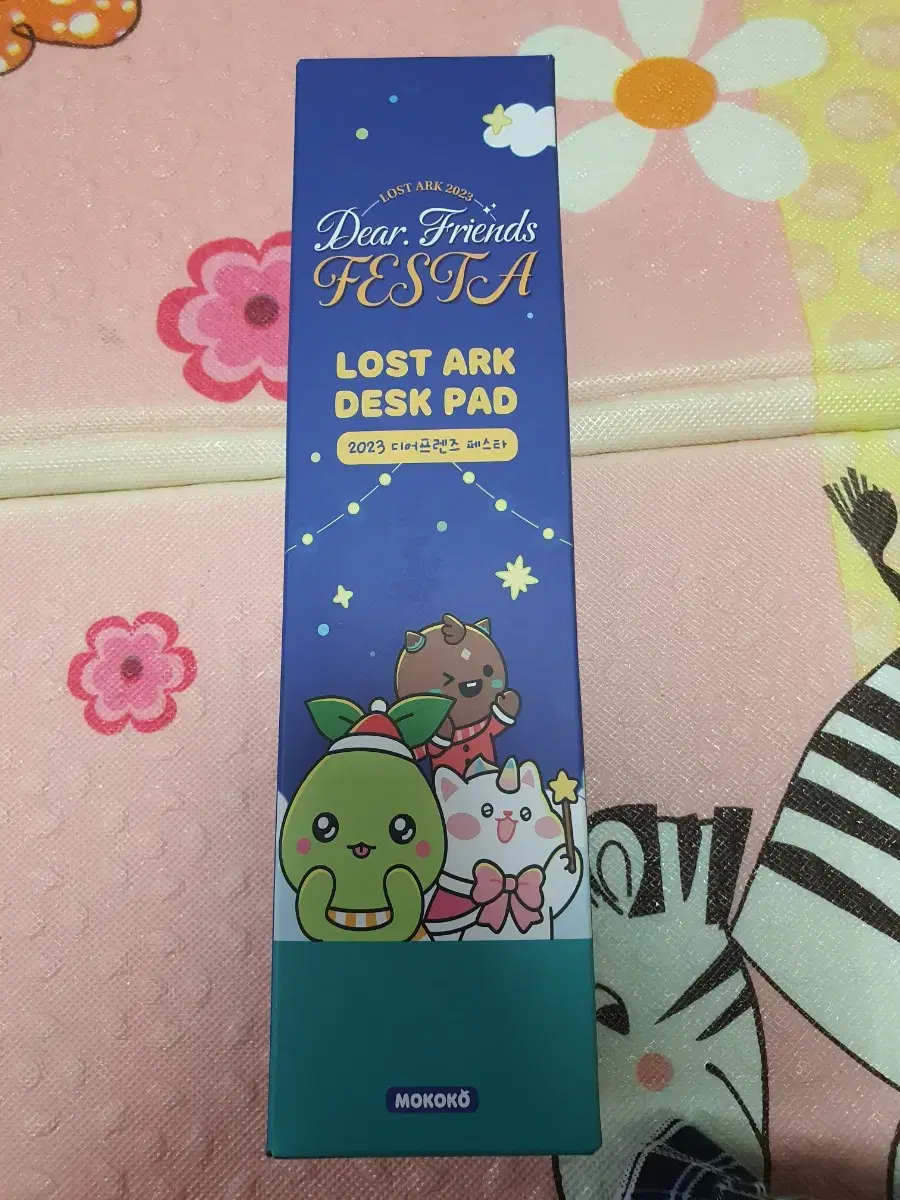 LOST ARK 2023
Dear. Friends
FESTA
LOST ARK
DESK PAD
2023 디어프렌즈 페스타
MOKOKO